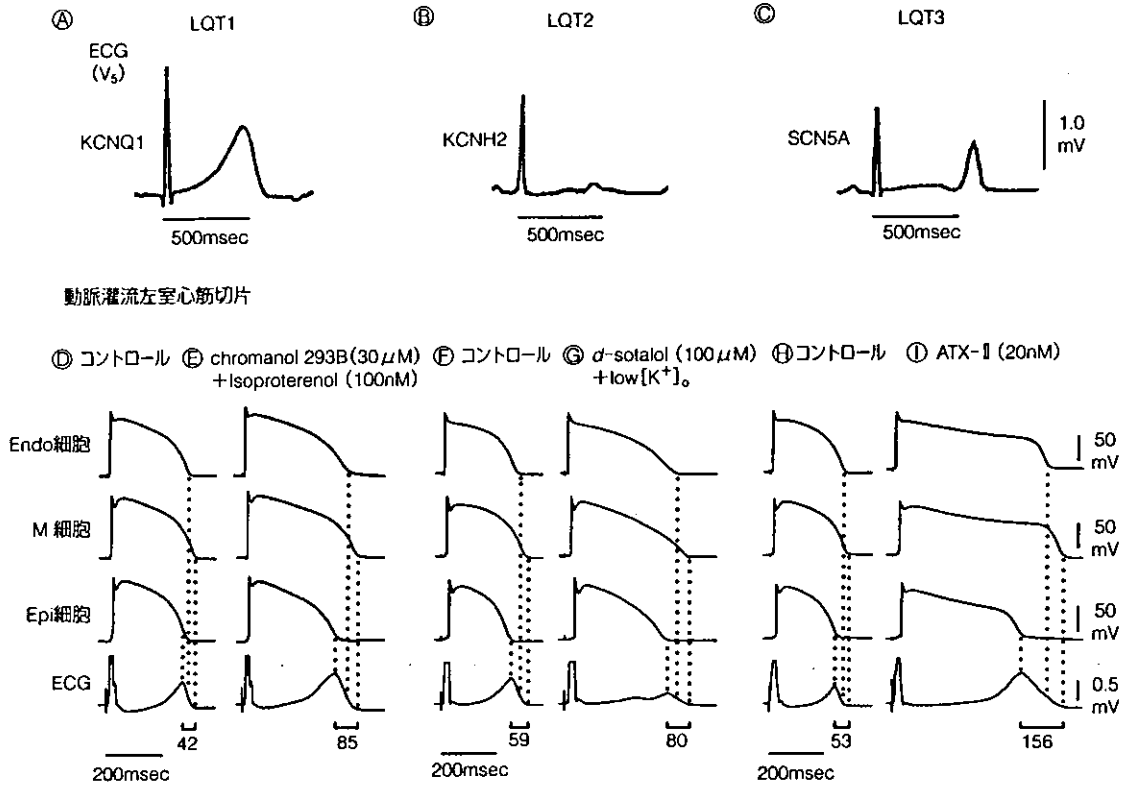 Ⓐ LQT1 Ⓑ LQT2 Ⓒ LQT3
ECG
(V₅)
KCNQ1 KCNH2 SCN5A 1.0
mV
500msec 500msec 500msec
動脈灌流左室心筋切片
Ⓓ コントロール Ⓔ chromanol 293B(30μM) Ⓕ コントロール Ⓖ d-sotalol (100μM) Ⓗコントロール Ⓘ ATX-Ⅱ (20nM)
+Isoproterenol (100nM) +low[K⁺]ₒ
Endo細胞 50
mV
M 細胞 50
mV
Epi細胞 50
mV
ECG 0.5
mV
42 85 59 80 53 156
200msec 200msec 200msec